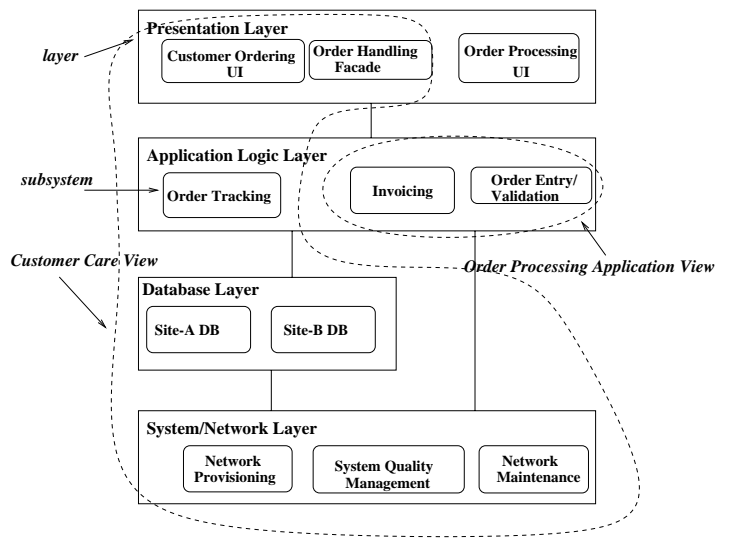 Presentation Layer
layer
Customer Ordering
UI
Order Handling
Facade
Order Processing
UI
Application Logic Layer
subsystem
Order Tracking
Invoicing
Order Entry/
Validation
Customer Care View
Order Processing Application View
Database Layer
Site-A DB
Site-B DB
System/Network Layer
Network
Provisioning
System Quality
Management
Network
Maintenance